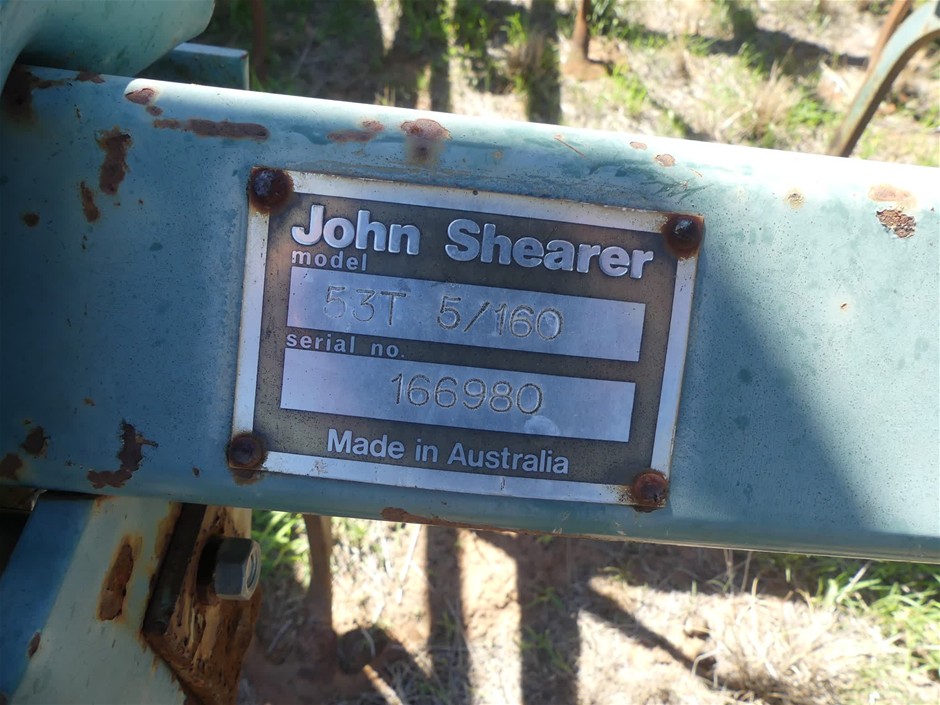 John Shearer
model
53T 5/160
serial no.
166980
Made in Australia